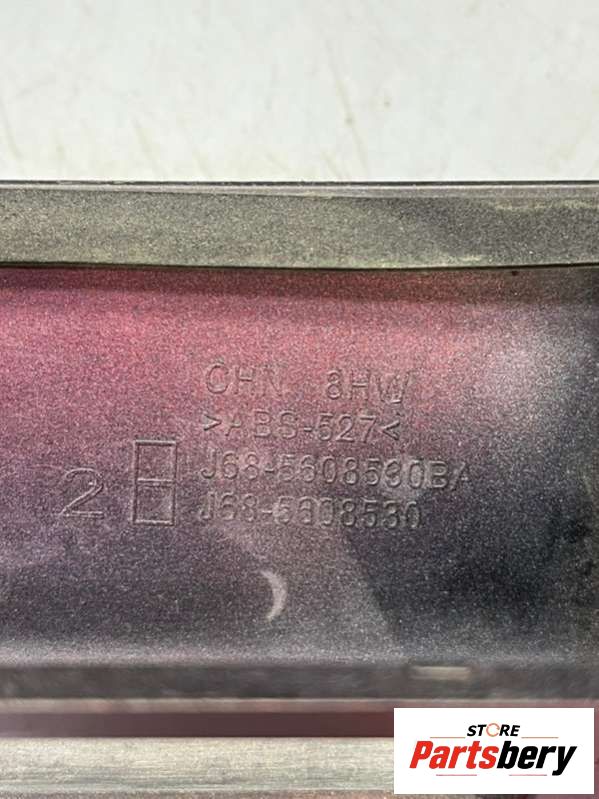 CHN 8HW
>ABS-527<
J68-5608530BA
J68-5608530
2
STORE
Partsbery